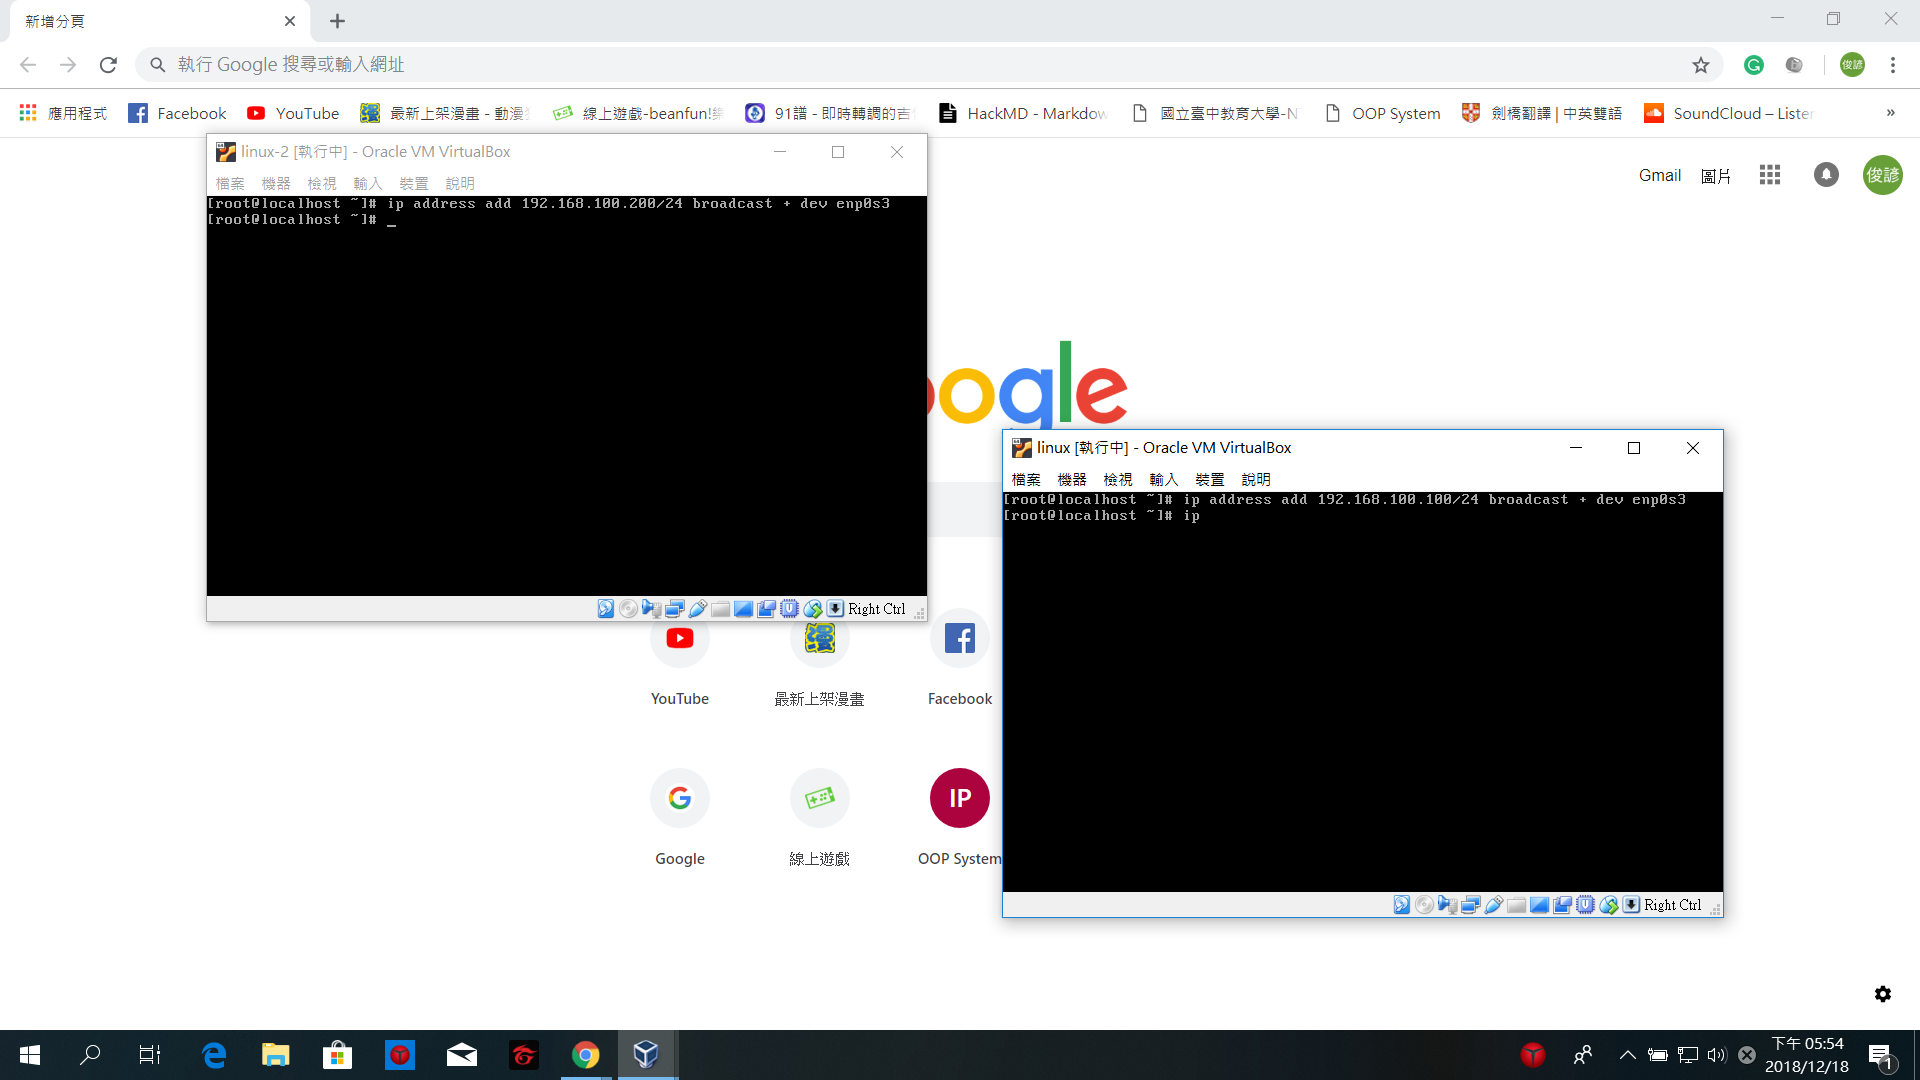 新增分頁
執行 Google 搜尋或輸入網址
俊諺
應用程式 Facebook YouTube 最新上架漫畫 - 動漫 線上遊戲-beanfun! 91譜 - 即時轉調的吉 HackMD - Markdow 國立臺中教育大學-N OOP System 劍橋翻譯 | 中英雙語 SoundCloud – Lister »
Gmail 圖片 俊諺
linux-2 [執行中] - Oracle VM VirtualBox
檔案 機器 檢視 輸入 裝置 說明
[root@localhost ~]# ip address add 192.168.100.200/24 broadcast + dev enp0s3
[root@localhost ~]# _
Right Ctrl
ogle
linux [執行中] - Oracle VM VirtualBox
檔案 機器 檢視 輸入 裝置 說明
[root@localhost ~]# ip address add 192.168.100.100/24 broadcast + dev enp0s3
[root@localhost ~]# ip
Right Ctrl
漫
YouTube 最新上架漫畫 Facebook
IP
Google 線上遊戲 OOP System
下午 05:54
2018/12/18
1